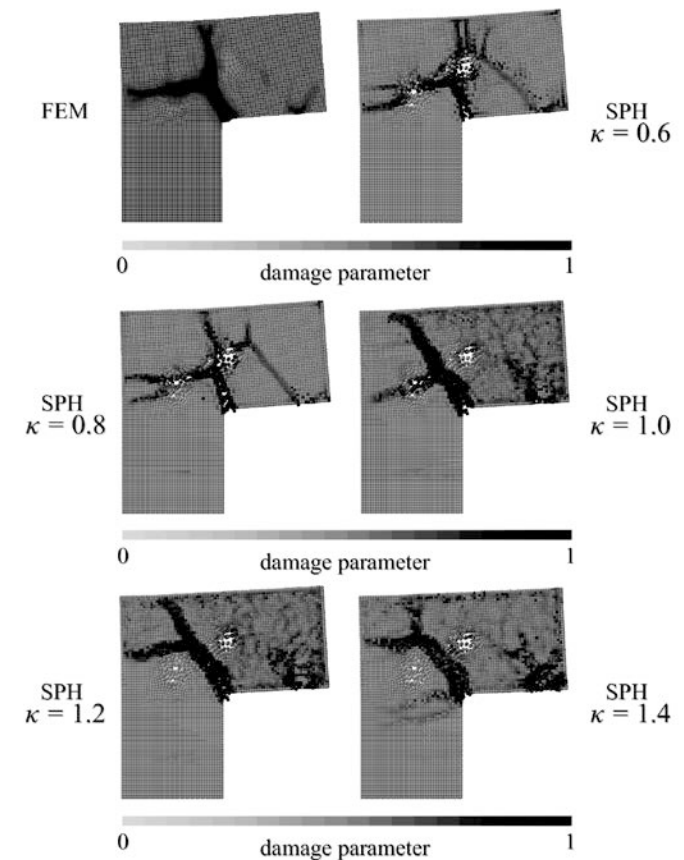 FEM
SPH
κ = 0.6
0 1
damage parameter
SPH
κ = 0.8
SPH
κ = 1.0
0 1
damage parameter
SPH
κ = 1.2
SPH
κ = 1.4
0 1
damage parameter